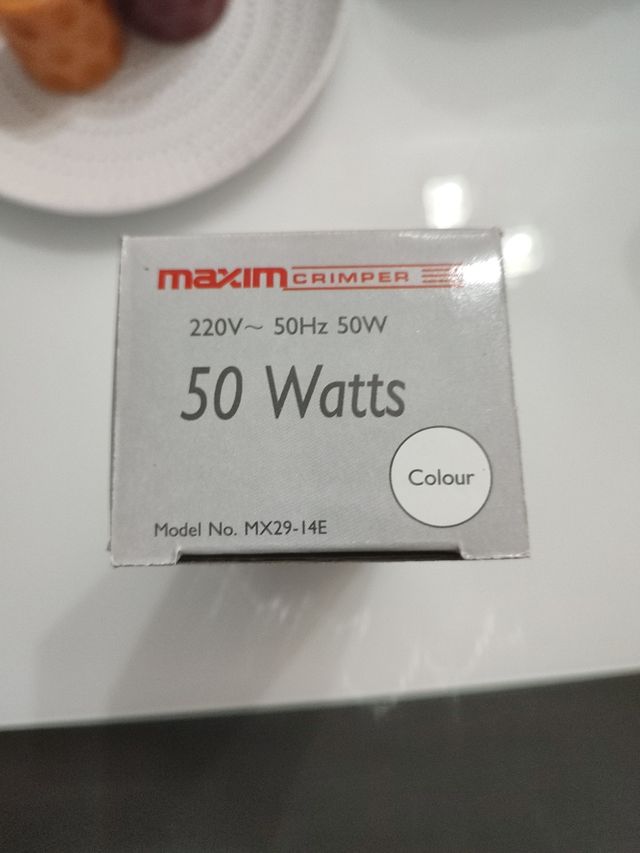 maxim CRIMPER
220V~ 50Hz 50W
50 Watts
Colour
Model No. MX29-14E